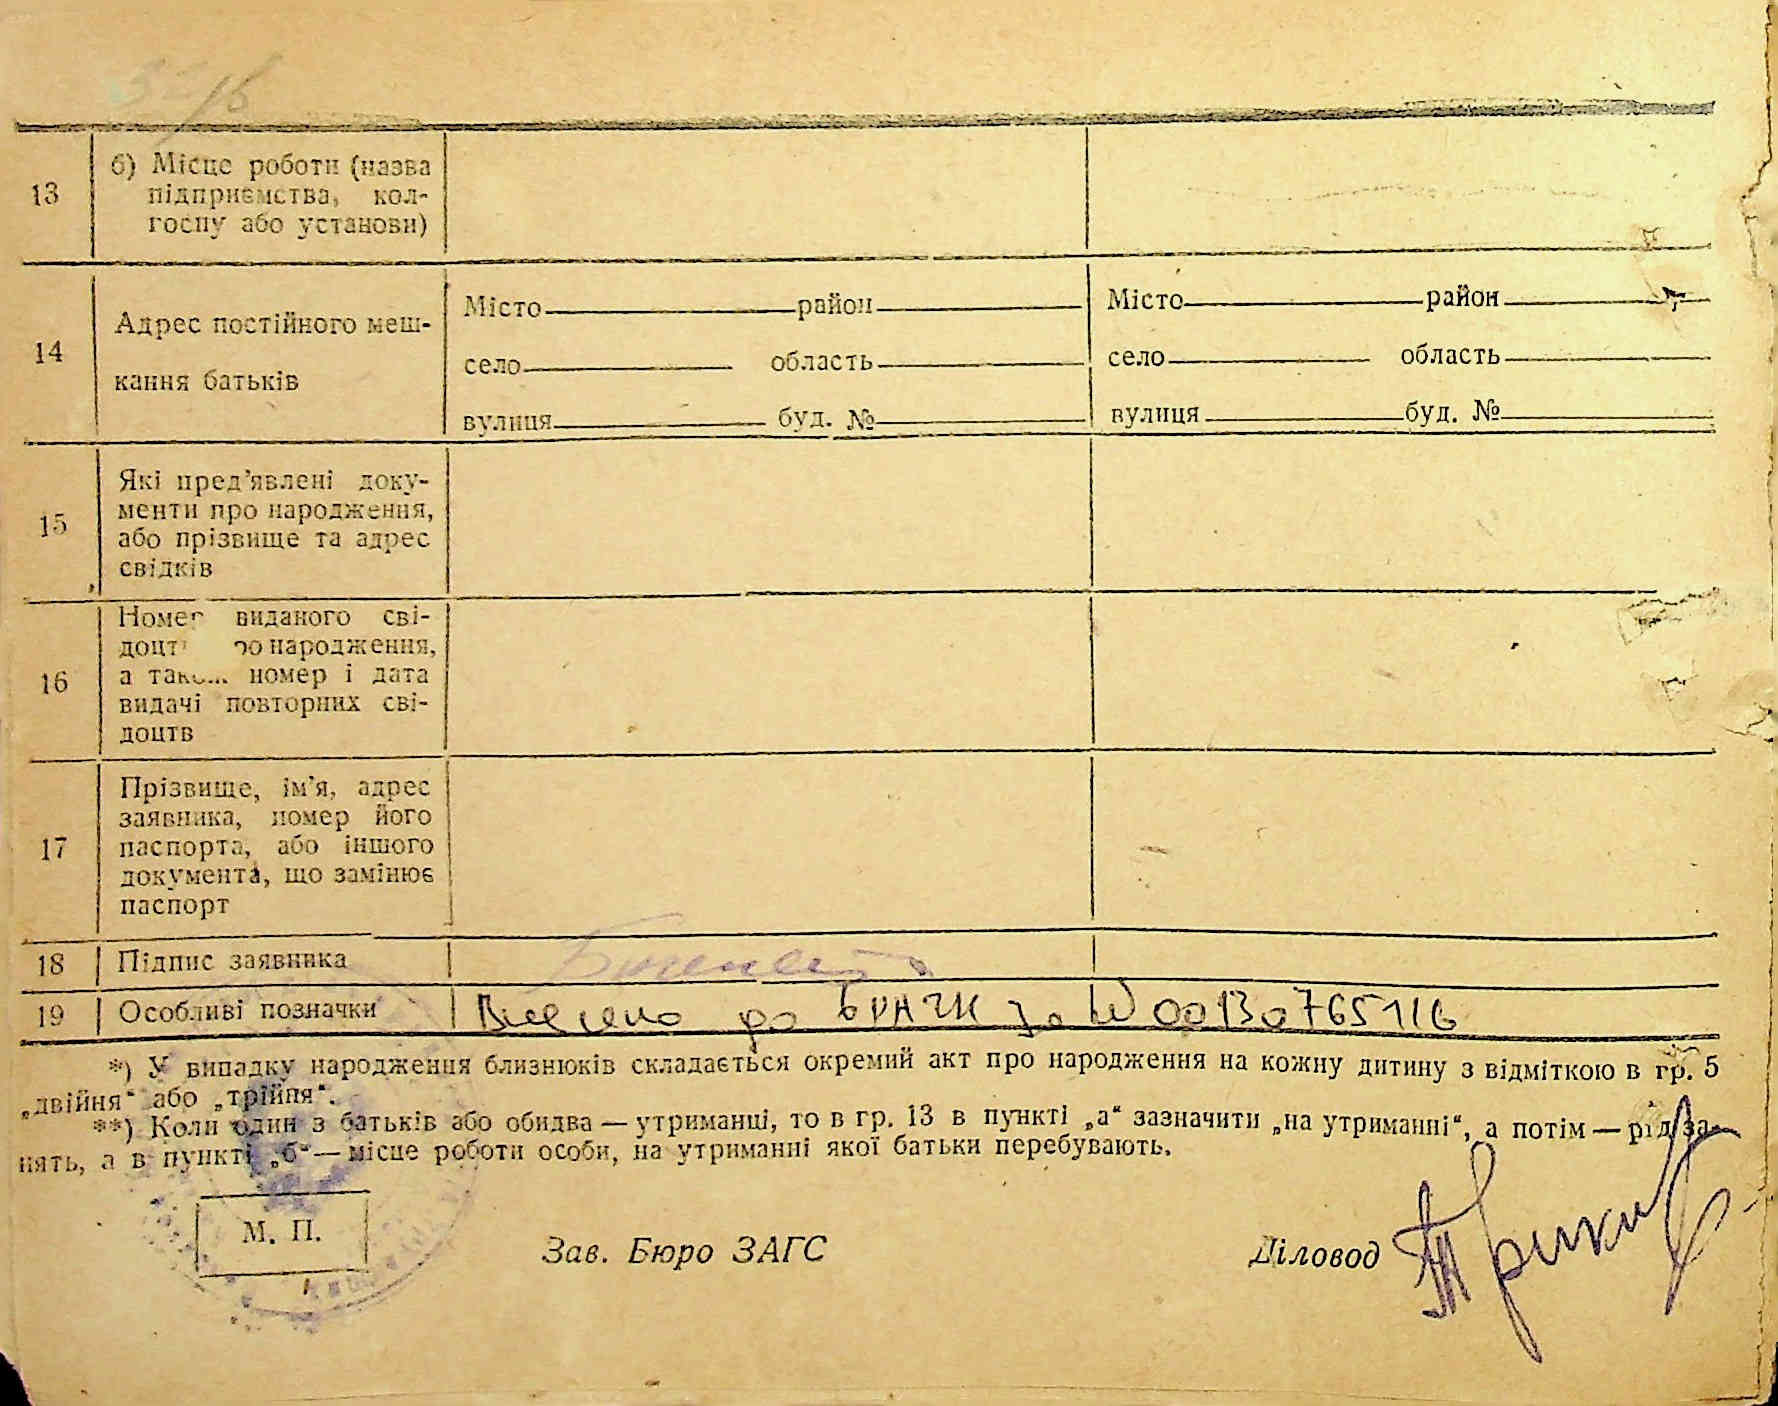 13
б) Місце роботи (назва
підприємства, кол-
госпу або установи)
14
Адрес постійного меш-
кання батьків
Місто район
село область
вулиця буд. №
Місто район
село область
вулиця буд. №
15
Які пред’явлені доку-
менти про народження,
або прізвище та адрес
свідків
16
Номер виданого сві-
доцт ро народження,
а також номер і дата
видачі повторних сві-
доцтв
17
Прізвище, ім’я, адрес
заявника, номер його
паспорта, або іншого
документа, що замінює
паспорт
18 Підпис заявника
19 Особливі позначки Внесено до ДРАЦС за № 00130765116
*) У випадку народження близнюків складається окремий акт про народження на кожну дитину з відміткою в гр. 5
„двійня“ або „трійня“.
**) Коли один з батьків або обидва — утриманці, то в гр. 13 в пункті „а“ зазначити „на утриманні“, а потім — рід за-
нять, а в пункті „б“ — місце роботи особи, на утриманні якої батьки перебувають.
М. П.
Зав. Бюро ЗАГС
Діловод